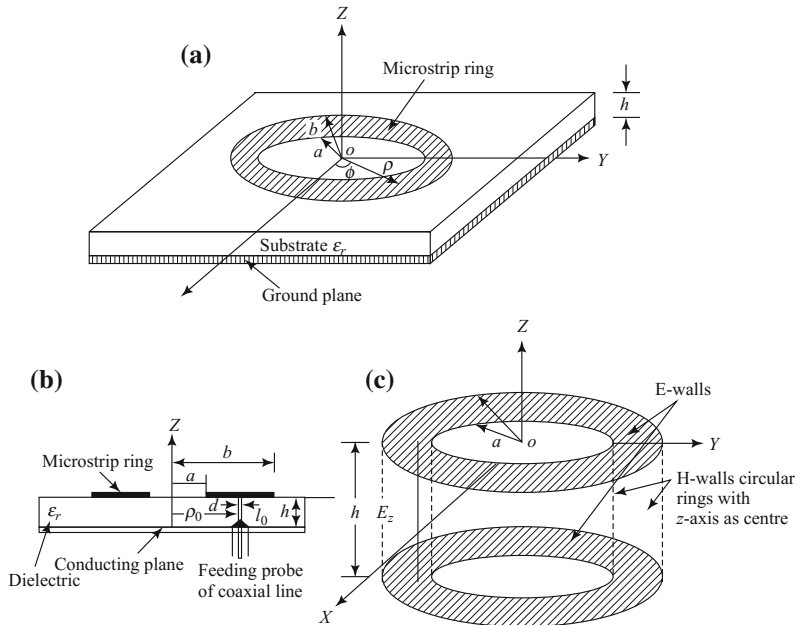 (a)
Z
Microstrip ring
h
b
a
o
ϕ
ρ
Y
Substrate εr
Ground plane
(b)
Z
b
Microstrip ring
a
εr
ρ0
d
l0
h
Conducting plane
Dielectric
Feeding probe
of coaxial line
(c)
Z
E-walls
a
o
Y
H-walls circular
rings with
z-axis as centre
h
Ez
X